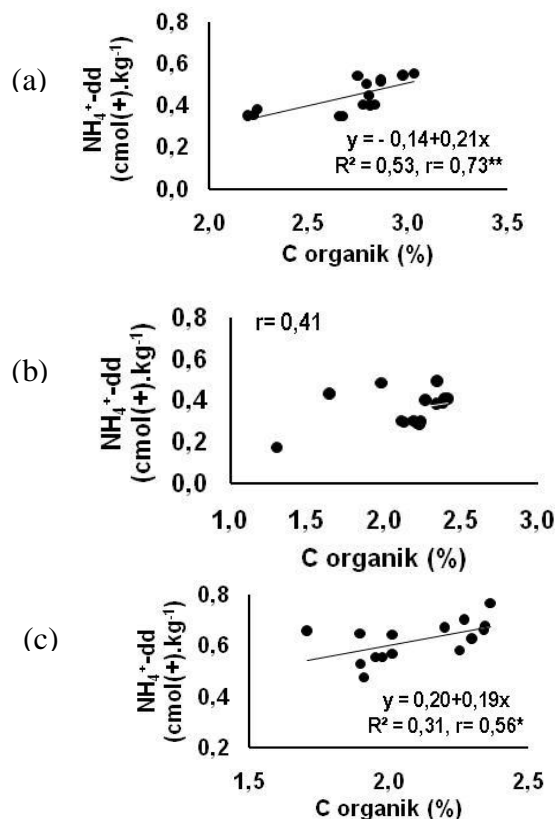 (a)
NH₄⁺-dd
(cmol(+).kg⁻¹)
0,8
0,6
0,4
0,2
0,0
y = - 0,14+0,21x
R² = 0,53, r= 0,73**
2,0 2,5 3,0 3,5
C organik (%)
(b)
NH₄⁺-dd
(cmol(+).kg⁻¹)
0,8
0,6
0,4
0,2
0,0
r= 0,41
1,0 1,5 2,0 2,5 3,0
C organik (%)
(c)
NH₄⁺-dd
(cmol(+).kg⁻¹)
0,8
0,6
0,4
0,2
y = 0,20+0,19x
R² = 0,31, r= 0,56*
1,5 2,0 2,5
C organik (%)